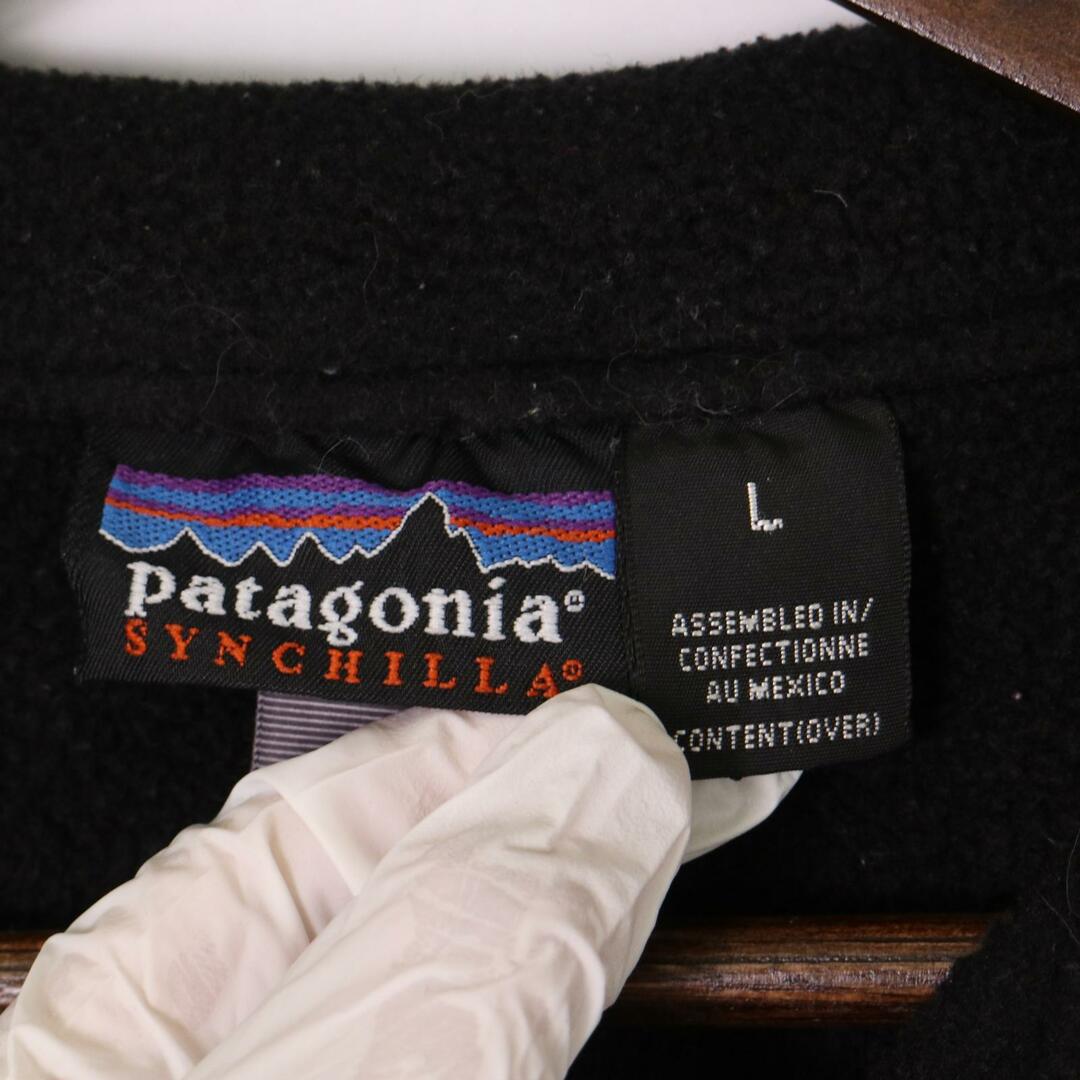 patagonia®
SYNCHILLA®
L
ASSEMBLED IN/
CONFECTIONNE
AU MEXICO
CONTENT(OVER)